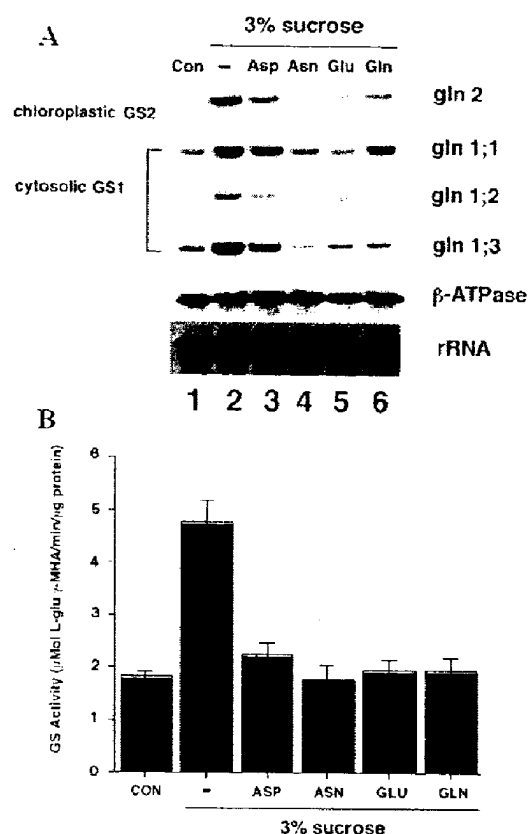 A
3% sucrose
Con – Asp Asn Glu Gln
chloroplastic GS2
gln 2
gln 1;1
cytosolic GS1
gln 1;2
gln 1;3
β-ATPase
rRNA
1 2 3 4 5 6
B
GS Activity (μMol L-glu γ-MHA/min/μg protein)
6
5
4
3
2
1
0
CON – ASP ASN GLU GLN
3% sucrose